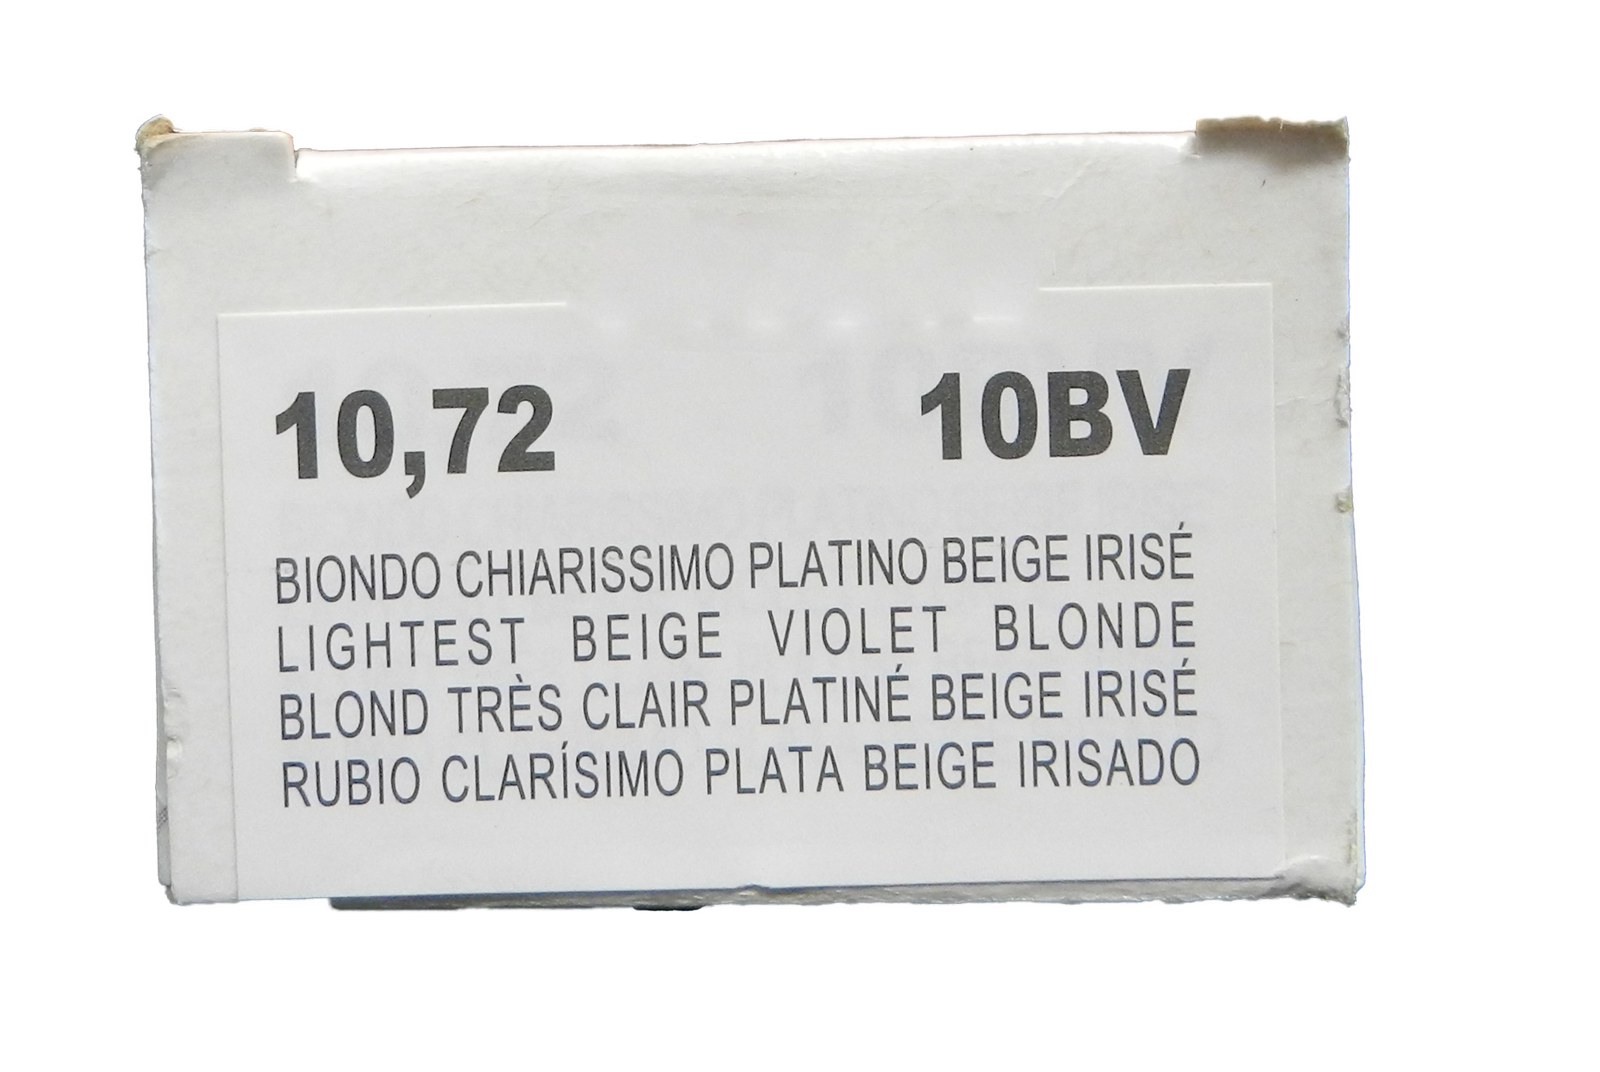 10,72 10BV
BIONDO CHIARISSIMO PLATINO BEIGE IRISÉ
LIGHTEST BEIGE VIOLET BLONDE
BLOND TRÈS CLAIR PLATINÉ BEIGE IRISÉ
RUBIO CLARÍSIMO PLATA BEIGE IRISADO